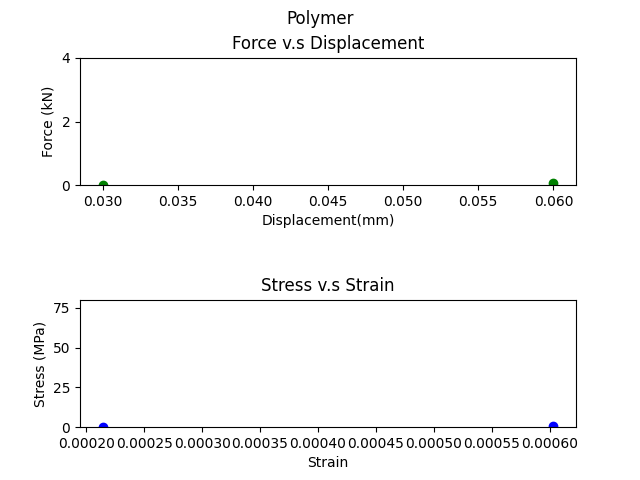 Polymer
Force v.s Displacement
4
2
0
Force (kN)
0.030 0.035 0.040 0.045 0.050 0.055 0.060
Displacement(mm)
Stress v.s Strain
75
50
25
0
Stress (MPa)
0.00020 0.00025 0.00030 0.00035 0.00040 0.00045 0.00050 0.00055 0.00060
Strain